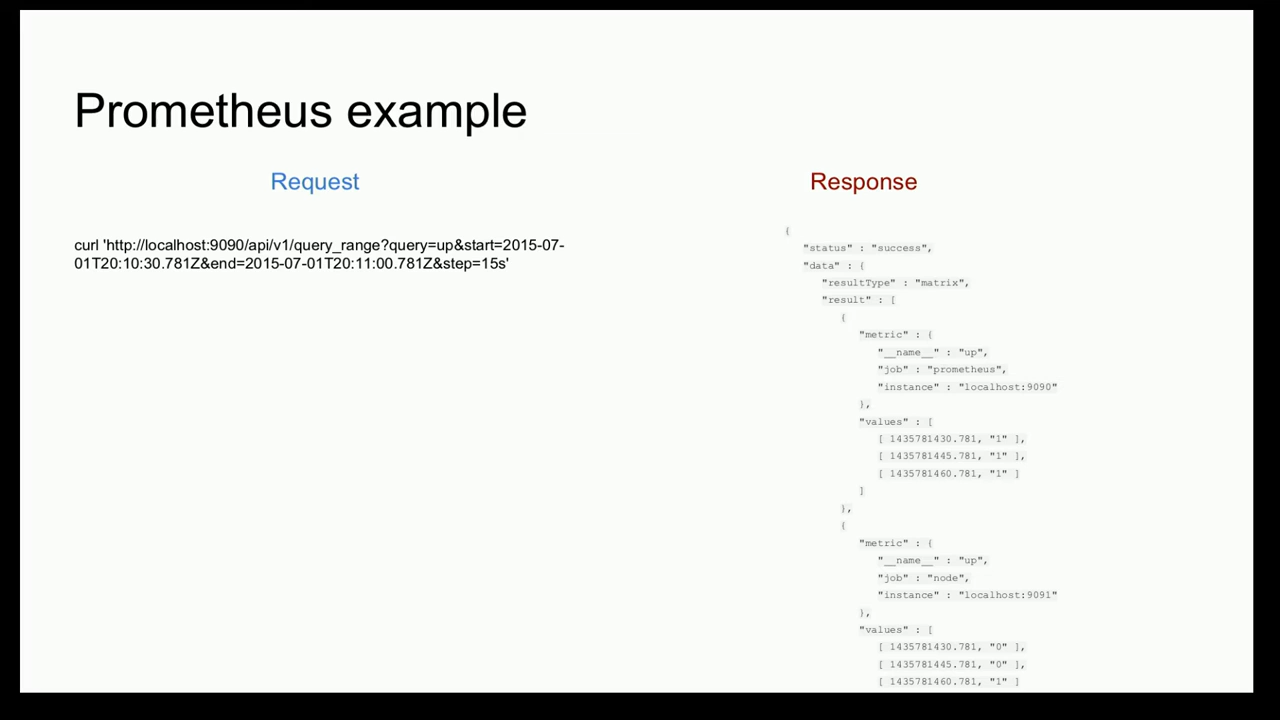 Prometheus example
Request
curl 'http://localhost:9090/api/v1/query_range?query=up&start=2015-07-
01T20:10:30.781Z&end=2015-07-01T20:11:00.781Z&step=15s'
Response
{
"status" : "success",
"data" : {
"resultType" : "matrix",
"result" : [
{
"metric" : {
"__name__" : "up",
"job" : "prometheus",
"instance" : "localhost:9090"
},
"values" : [
[ 1435781430.781, "1" ],
[ 1435781445.781, "1" ],
[ 1435781460.781, "1" ]
]
},
{
"metric" : {
"__name__" : "up",
"job" : "node",
"instance" : "localhost:9091"
},
"values" : [
[ 1435781430.781, "0" ],
[ 1435781445.781, "0" ],
[ 1435781460.781, "1" ]